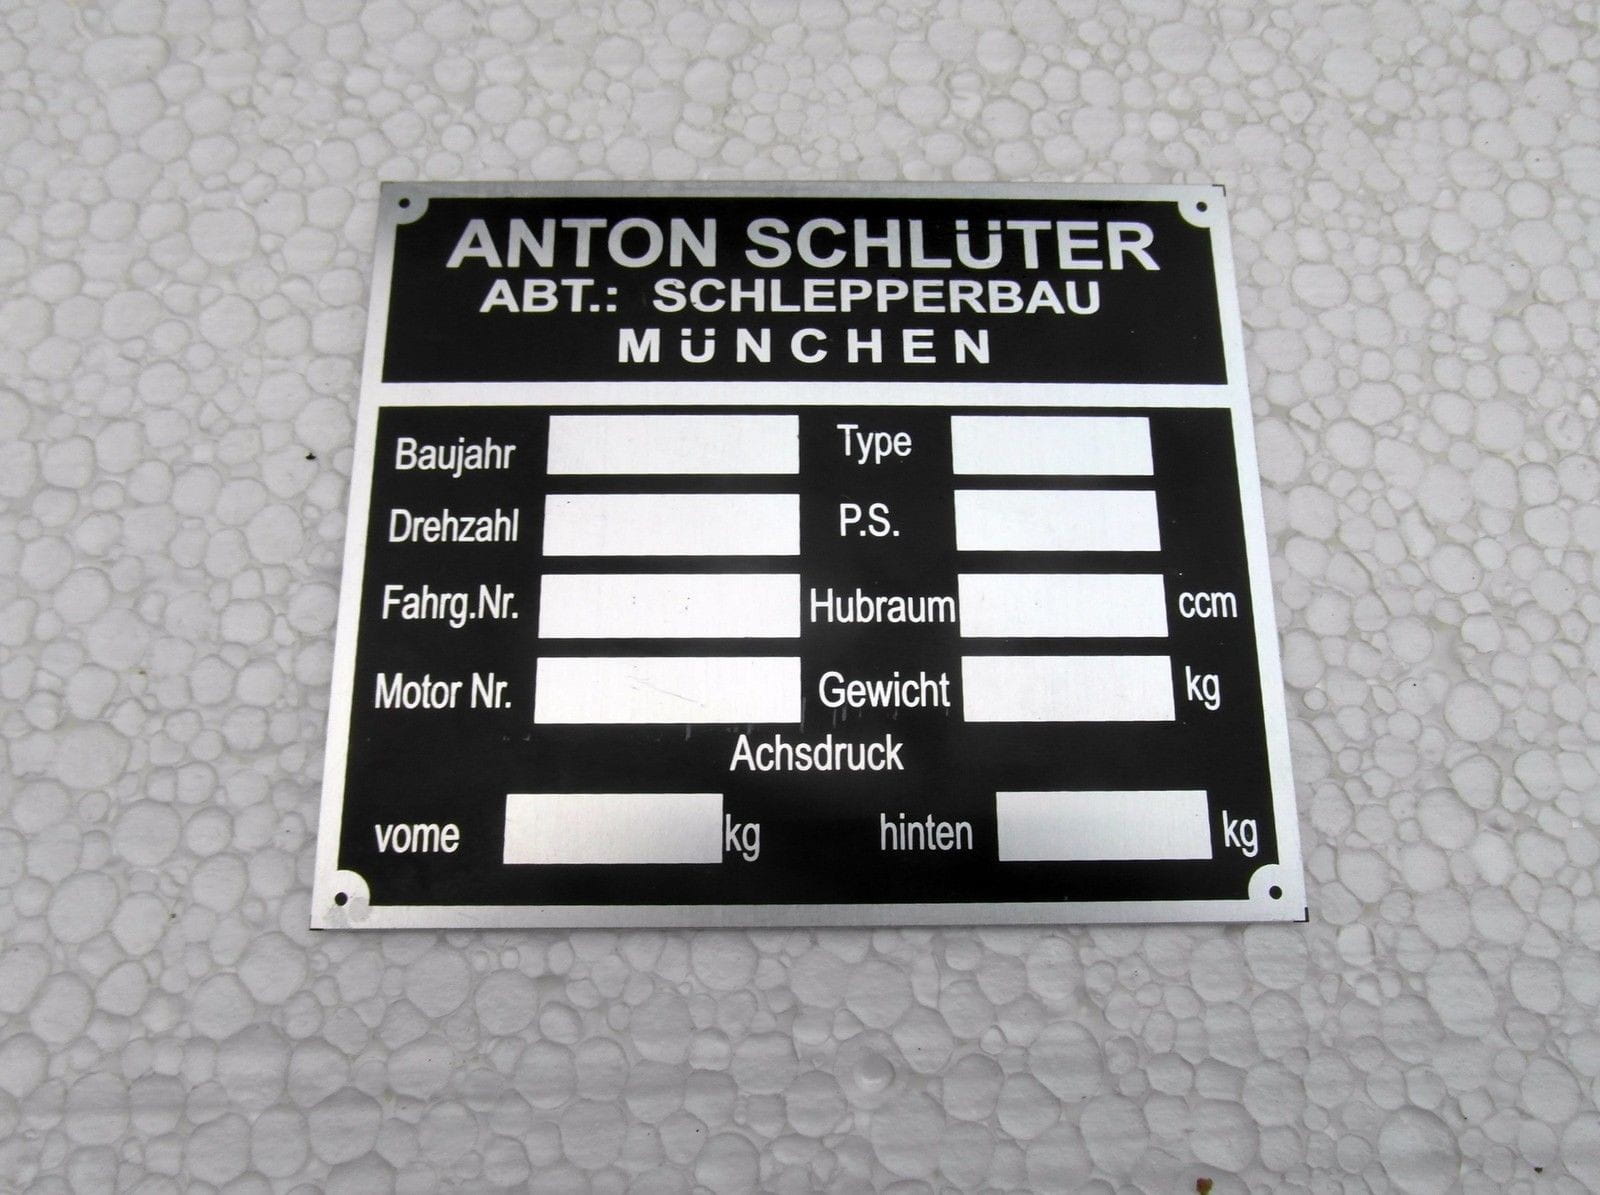 ANTON SCHLÜTER
ABT.: SCHLEPPERBAU
MÜNCHEN
Baujahr Type
Drehzahl P.S.
Fahrg.Nr. Hubraum ccm
Motor Nr. Gewicht kg
Achsdruck
vome kg hinten kg